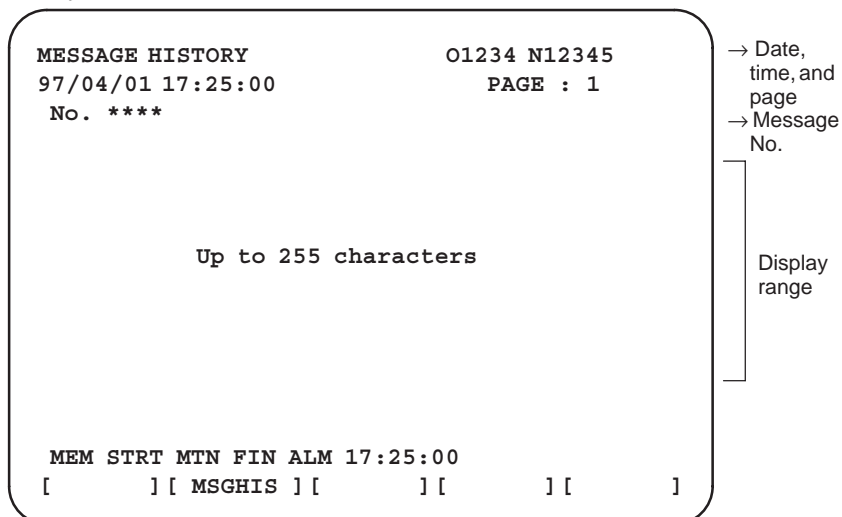 MESSAGE HISTORY O1234 N12345
97/04/01 17:25:00 PAGE : 1
No. ****
Up to 255 characters
MEM STRT MTN FIN ALM 17:25:00
[ ] [ MSGHIS ] [ ] [ ] [ ]
→ Date,
time, and
page
→ Message
No.
Display
range